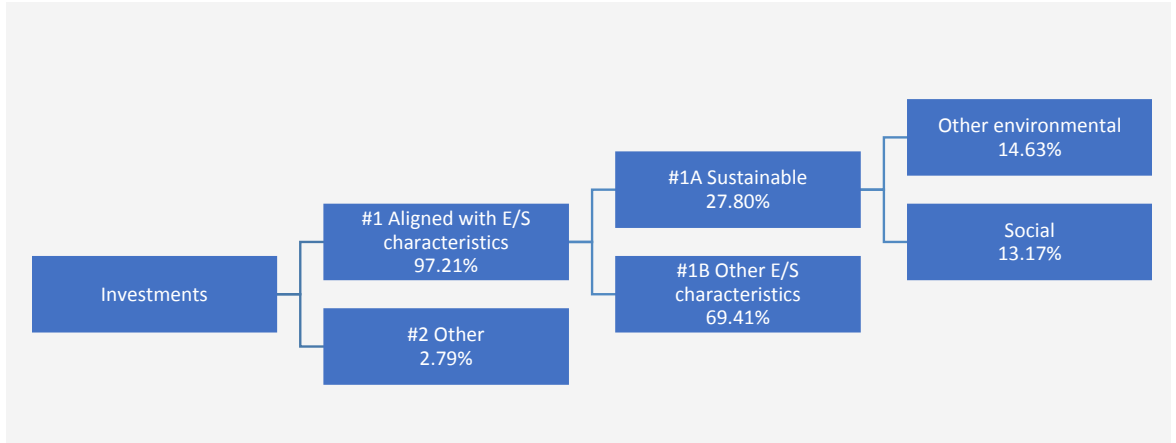 Investments
#1 Aligned with E/S
characteristics
97.21%
#2 Other
2.79%
#1A Sustainable
27.80%
#1B Other E/S
characteristics
69.41%
Other environmental
14.63%
Social
13.17%